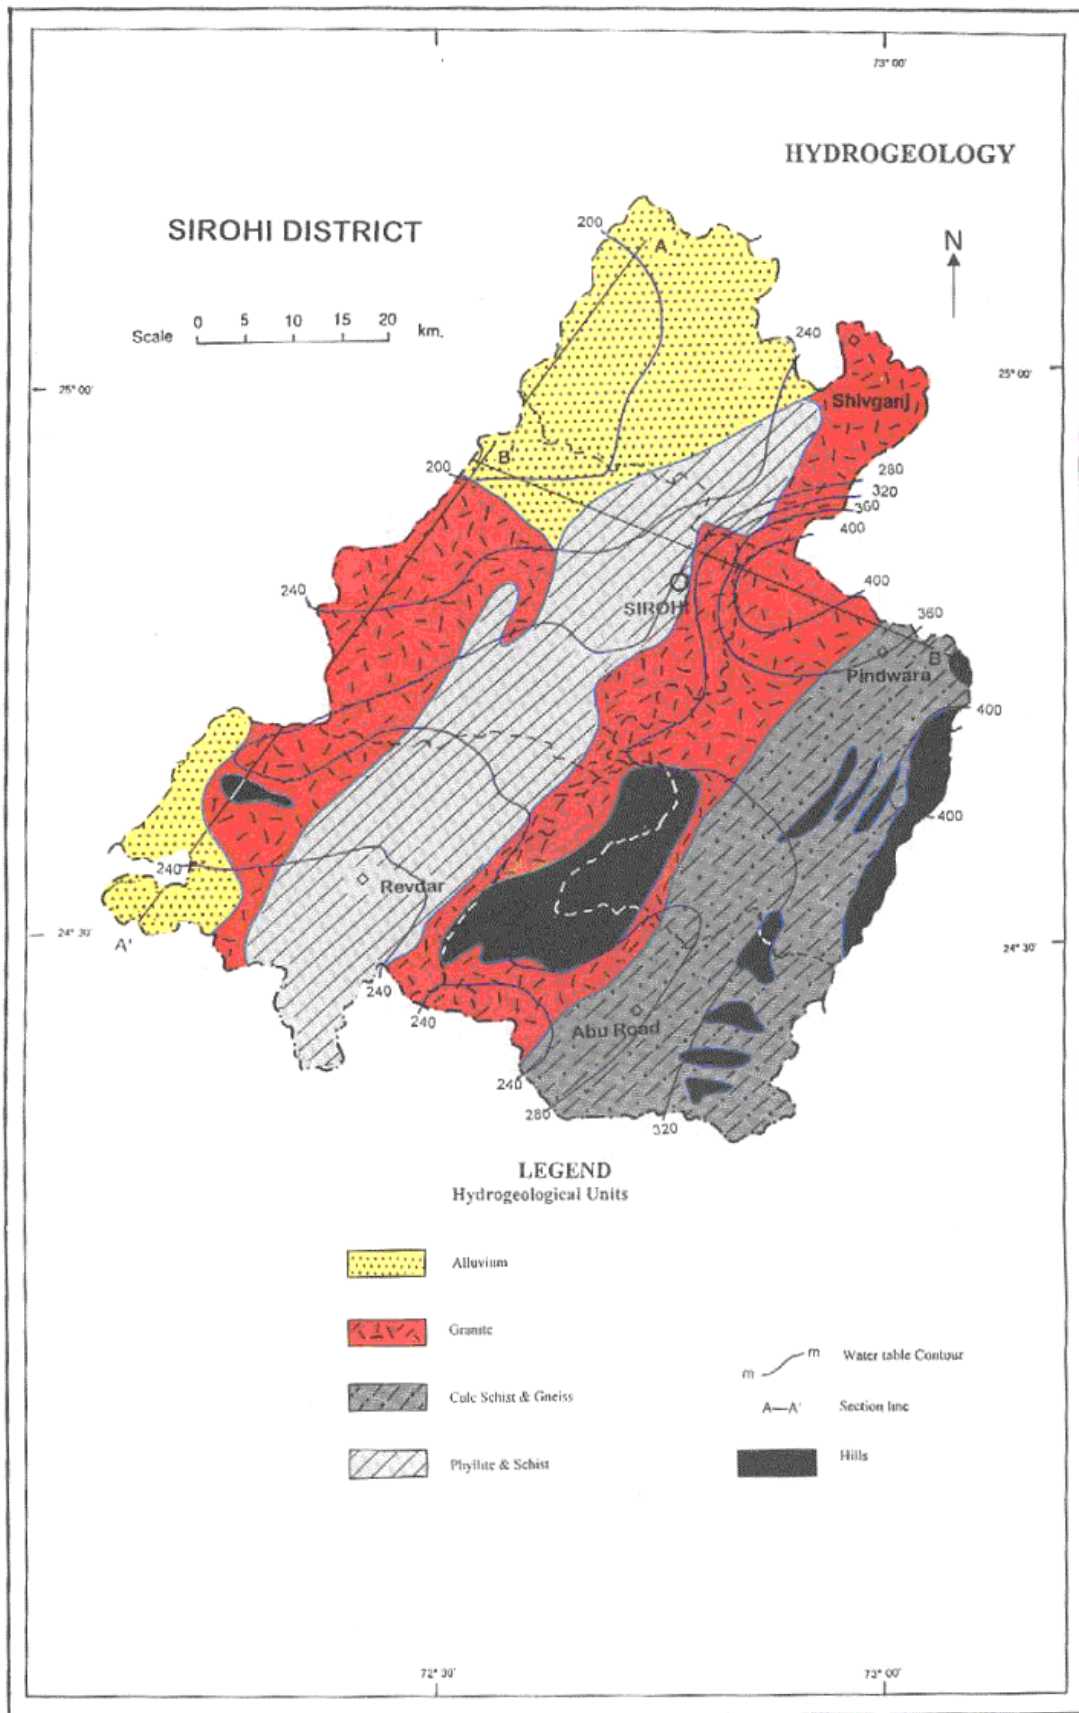 73° 00'
HYDROGEOLOGY
SIROHI DISTRICT
N
Scale 0 5 10 15 20 km.
200
A
240
25° 00'
25° 00'
Shivganj
B'
200
280
320
360
400
240
400
SIROHI
360
B
Pindwara
400
400
240
Revdar
A'
24° 30'
24° 30'
240
240
Abu Road
240
280
320
LEGEND
Hydrogeological Units
Alluvium
Granite
m m Water table Contour
Calc Schist & Gneiss
A—A' Section line
Phyllite & Schist
Hills
72° 30'
73° 00'